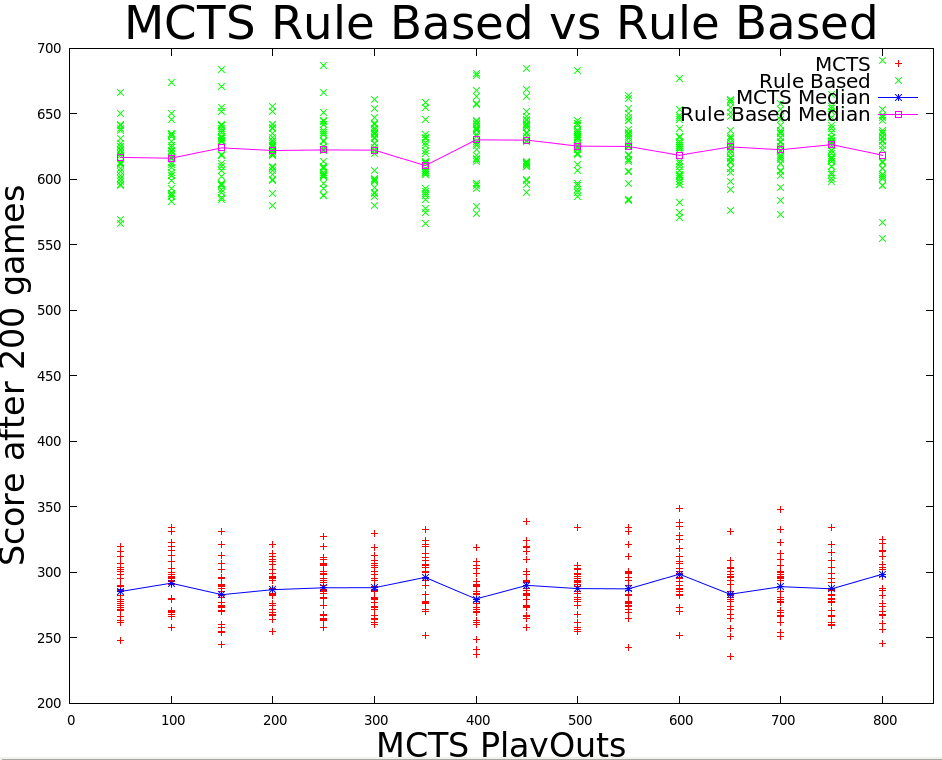 MCTS Rule Based vs Rule Based
700
650
600
550
500
450
400
350
300
250
200
Score after 200 games
MCTS
Rule Based
MCTS Median
Rule Based Median
0 100 200 300 400 500 600 700 800
MCTS PlayOuts